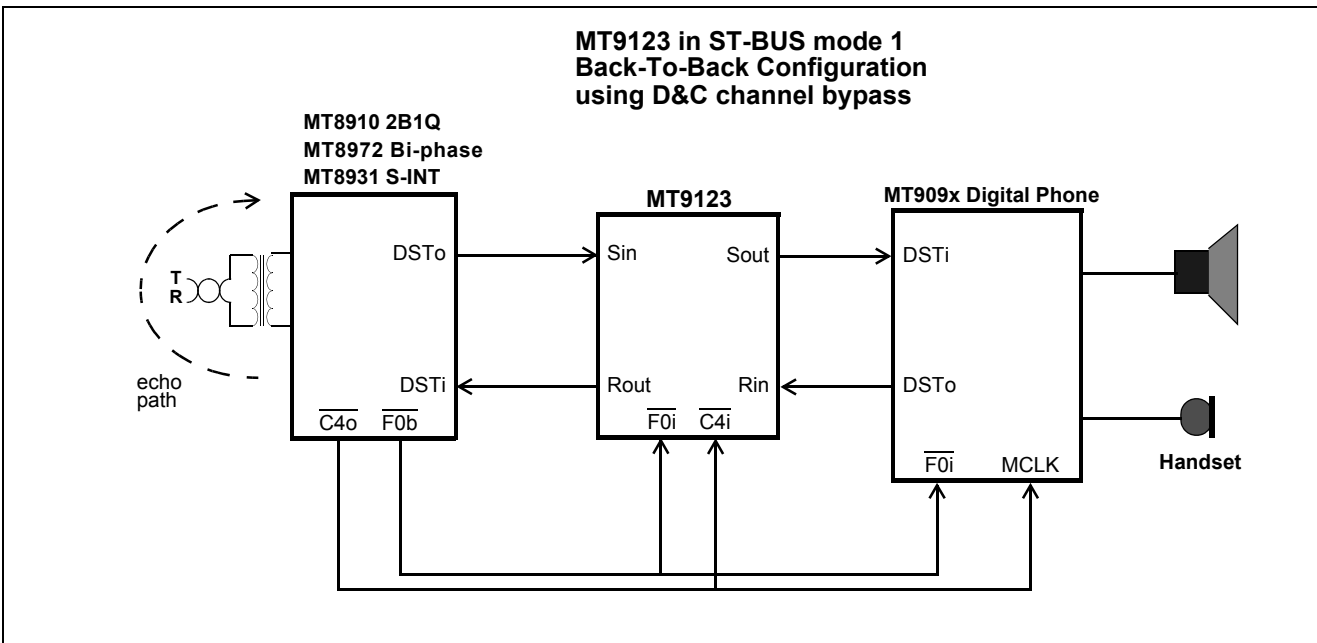 MT9123 in ST-BUS mode 1
Back-To-Back Configuration
using D&C channel bypass
MT8910 2B1Q
MT8972 Bi-phase
MT8931 S-INT
MT9123
MT909x Digital Phone
DSTo
Sin
Sout
DSTi
T
R
echo
path
DSTi
Rout
Rin
DSTo
C4o
F0b
F0i
C4i
F0i
MCLK
Handset